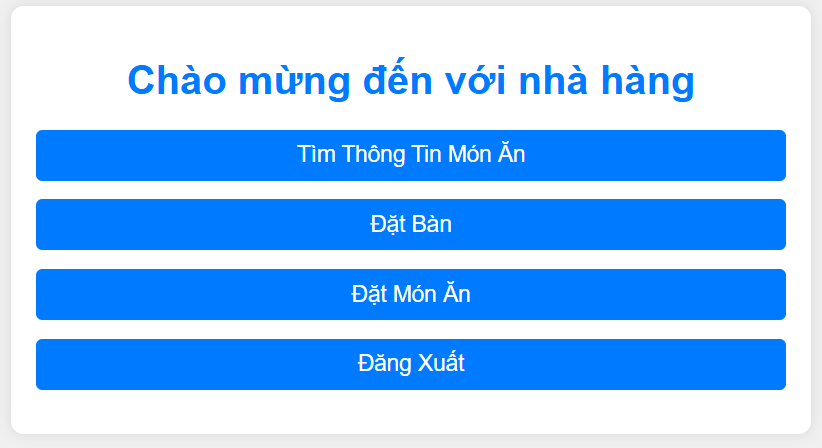 Chào mừng đến với nhà hàng
Tìm Thông Tin Món Ăn
Đặt Bàn
Đặt Món Ăn
Đăng Xuất